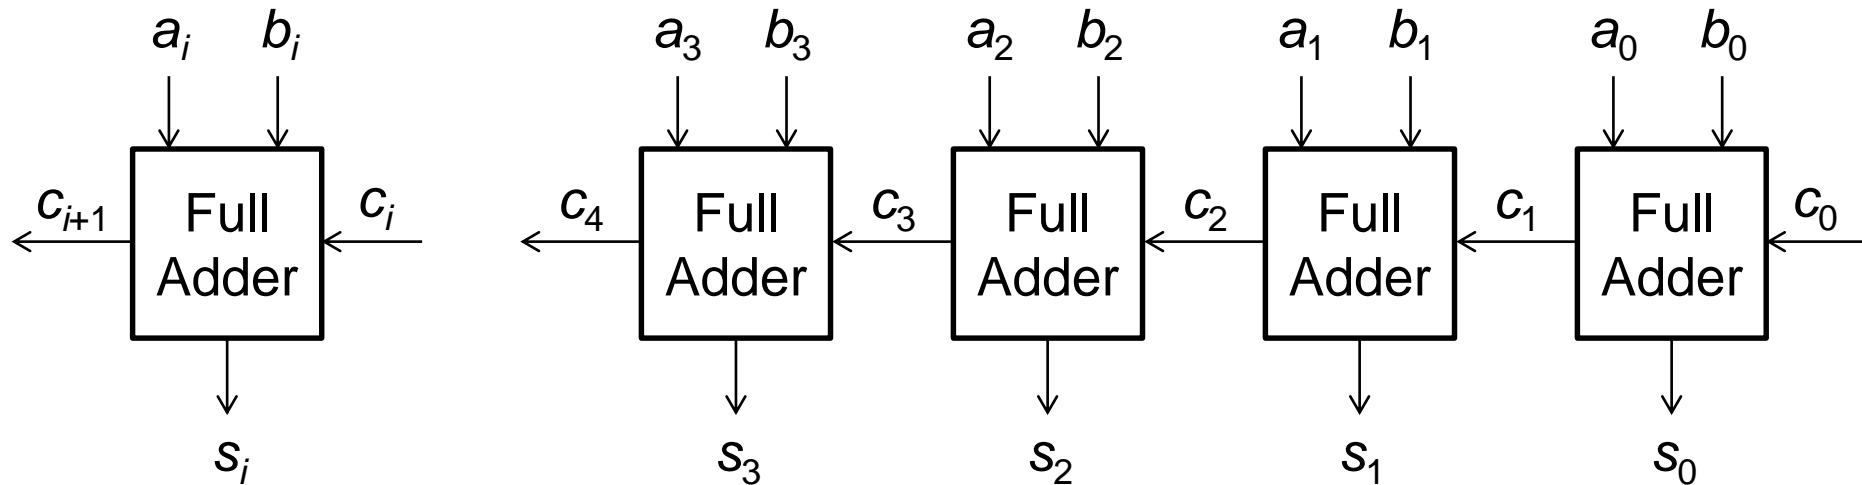 aᵢ bᵢ a₃ b₃ a₂ b₂ a₁ b₁ a₀ b₀
cᵢ₊₁ Full cᵢ c₄ Full c₃ Full c₂ Full c₁ Full c₀
Adder Adder Adder Adder Adder
sᵢ s₃ s₂ s₁ s₀